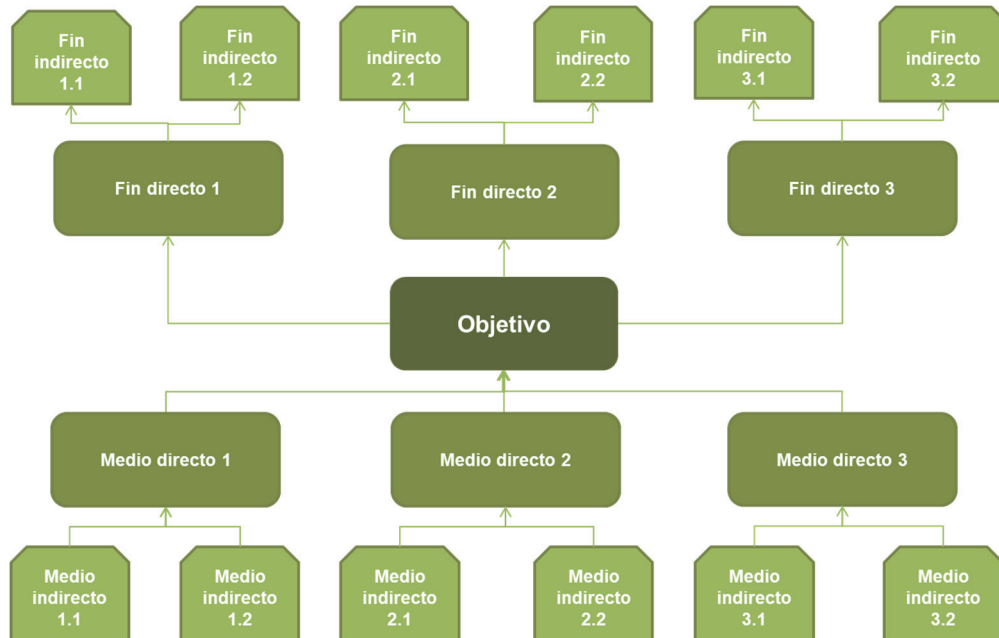 Fin
indirecto
1.1
Fin
indirecto
1.2
Fin
indirecto
2.1
Fin
indirecto
2.2
Fin
indirecto
3.1
Fin
indirecto
3.2
Fin directo 1
Fin directo 2
Fin directo 3
Objetivo
Medio directo 1
Medio directo 2
Medio directo 3
Medio
indirecto
1.1
Medio
indirecto
1.2
Medio
indirecto
2.1
Medio
indirecto
2.2
Medio
indirecto
3.1
Medio
indirecto
3.2